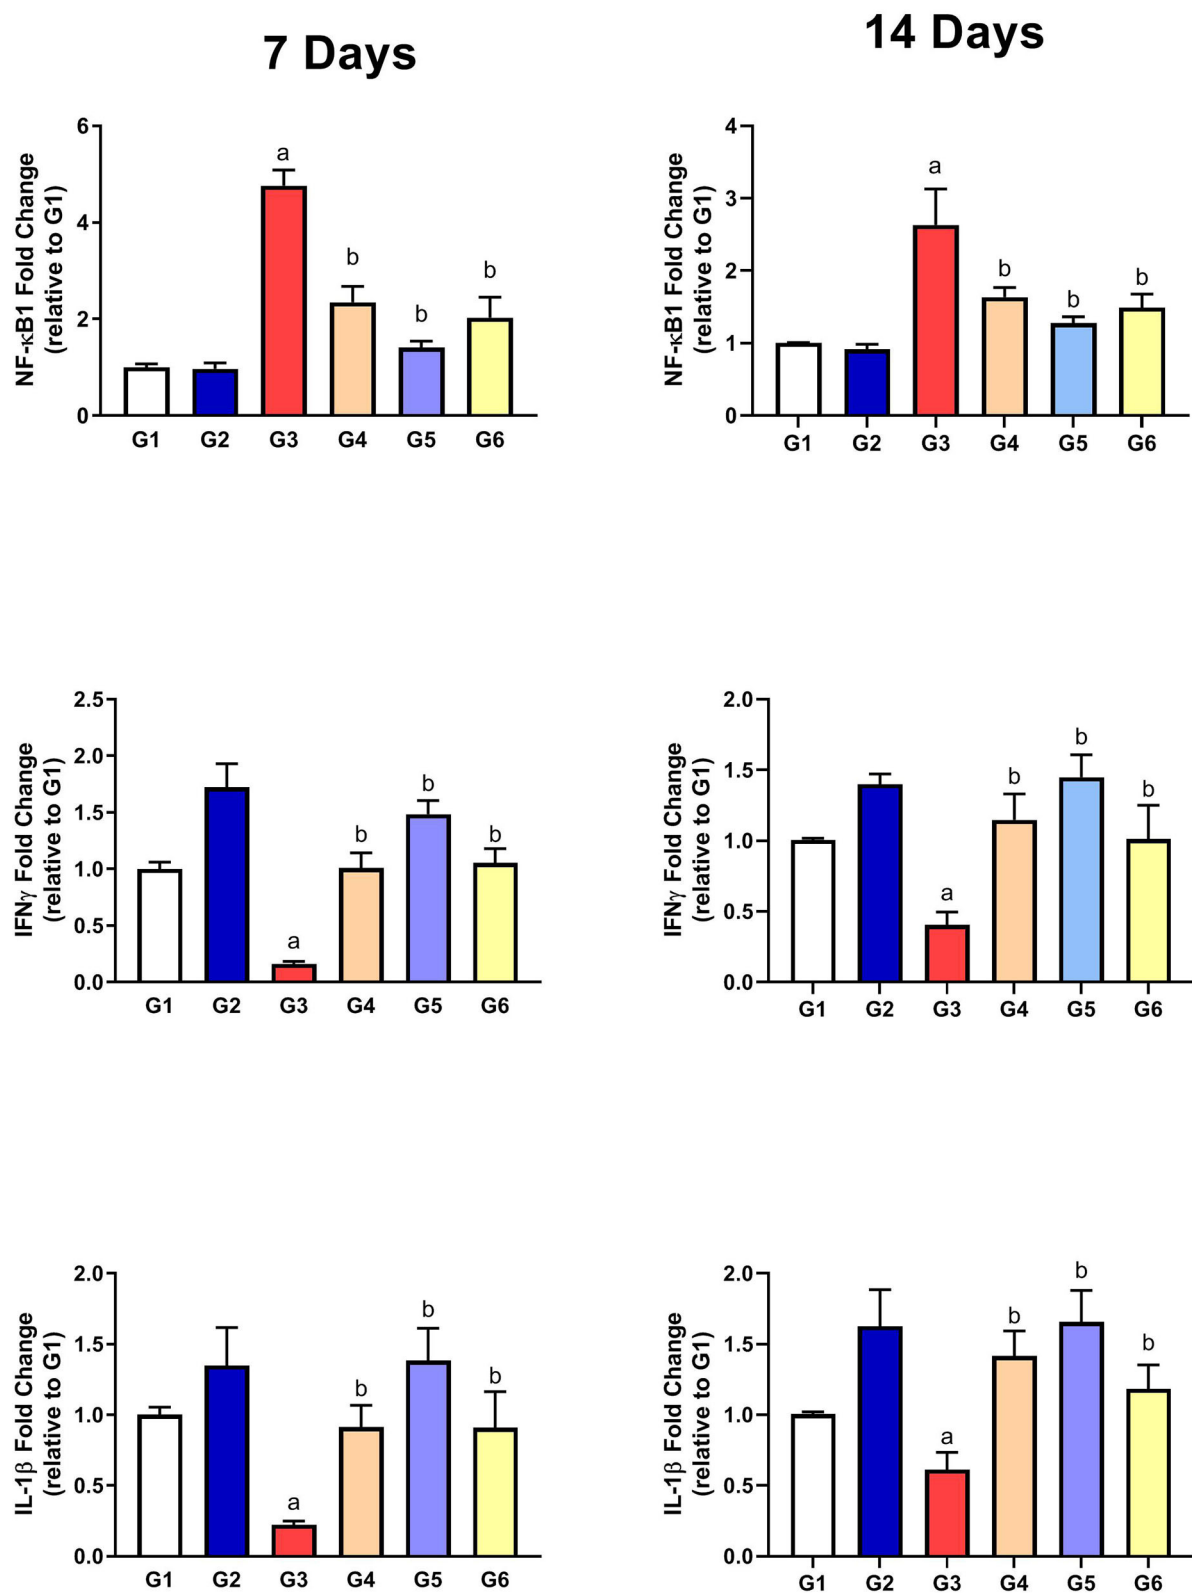 7 Days
14 Days
NF-κB1 Fold Change
(relative to G1)
6
4
2
0
a
b
b
b
G1 G2 G3 G4 G5 G6
NF-κB1 Fold Change
(relative to G1)
4
3
2
1
0
a
b
b
b
G1 G2 G3 G4 G5 G6
IFNγ Fold Change
(relative to G1)
2.5
2.0
1.5
1.0
0.5
0.0
a
b
b
b
G1 G2 G3 G4 G5 G6
IFNγ Fold Change
(relative to G1)
2.0
1.5
1.0
0.5
0.0
a
b
b
b
G1 G2 G3 G4 G5 G6
IL-1β Fold Change
(relative to G1)
2.0
1.5
1.0
0.5
0.0
a
b
b
b
G1 G2 G3 G4 G5 G6
IL-1β Fold Change
(relative to G1)
2.0
1.5
1.0
0.5
0.0
a
b
b
b
G1 G2 G3 G4 G5 G6